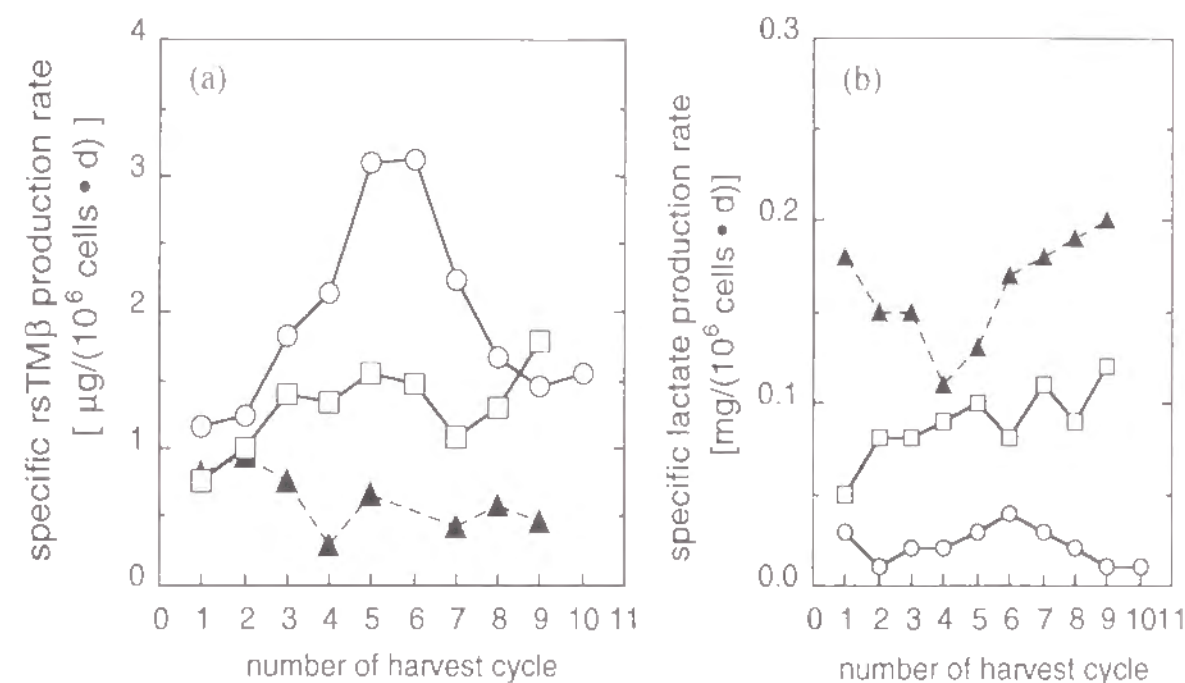 (a)
specific rsTMβ production rate
[ µg/(10⁶ cells • d) ]
4
3
2
1
0
0 1 2 3 4 5 6 7 8 9 10 11
number of harvest cycle
(b)
specific lactate production rate
[mg/(10⁶ cells • d)]
0.3
0.2
0.1
0.0
0 1 2 3 4 5 6 7 8 9 1011
number of harvest cycle